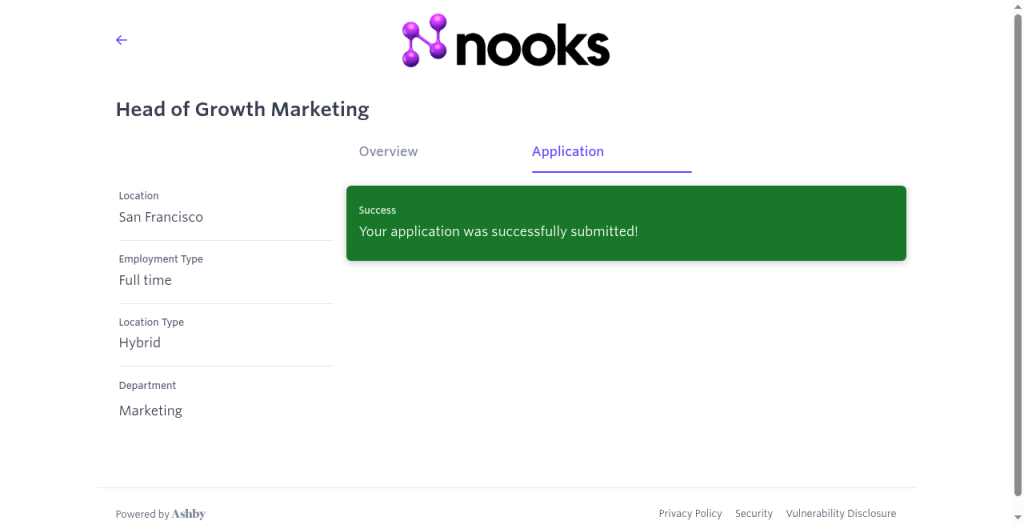 nooks
Head of Growth Marketing
Overview
Application
Location
San Francisco
Employment Type
Full time
Location Type
Hybrid
Department
Marketing
Success
Your application was successfully submitted!
Powered by Ashby
Privacy Policy
Security
Vulnerability Disclosure